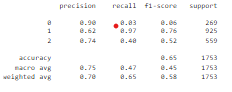 precision recall f1-score support
0 0.90 0.03 0.06 269
1 0.62 0.97 0.76 925
2 0.74 0.40 0.52 559
accuracy 0.65 1753
macro avg 0.75 0.47 0.45 1753
weighted avg 0.70 0.65 0.58 1753